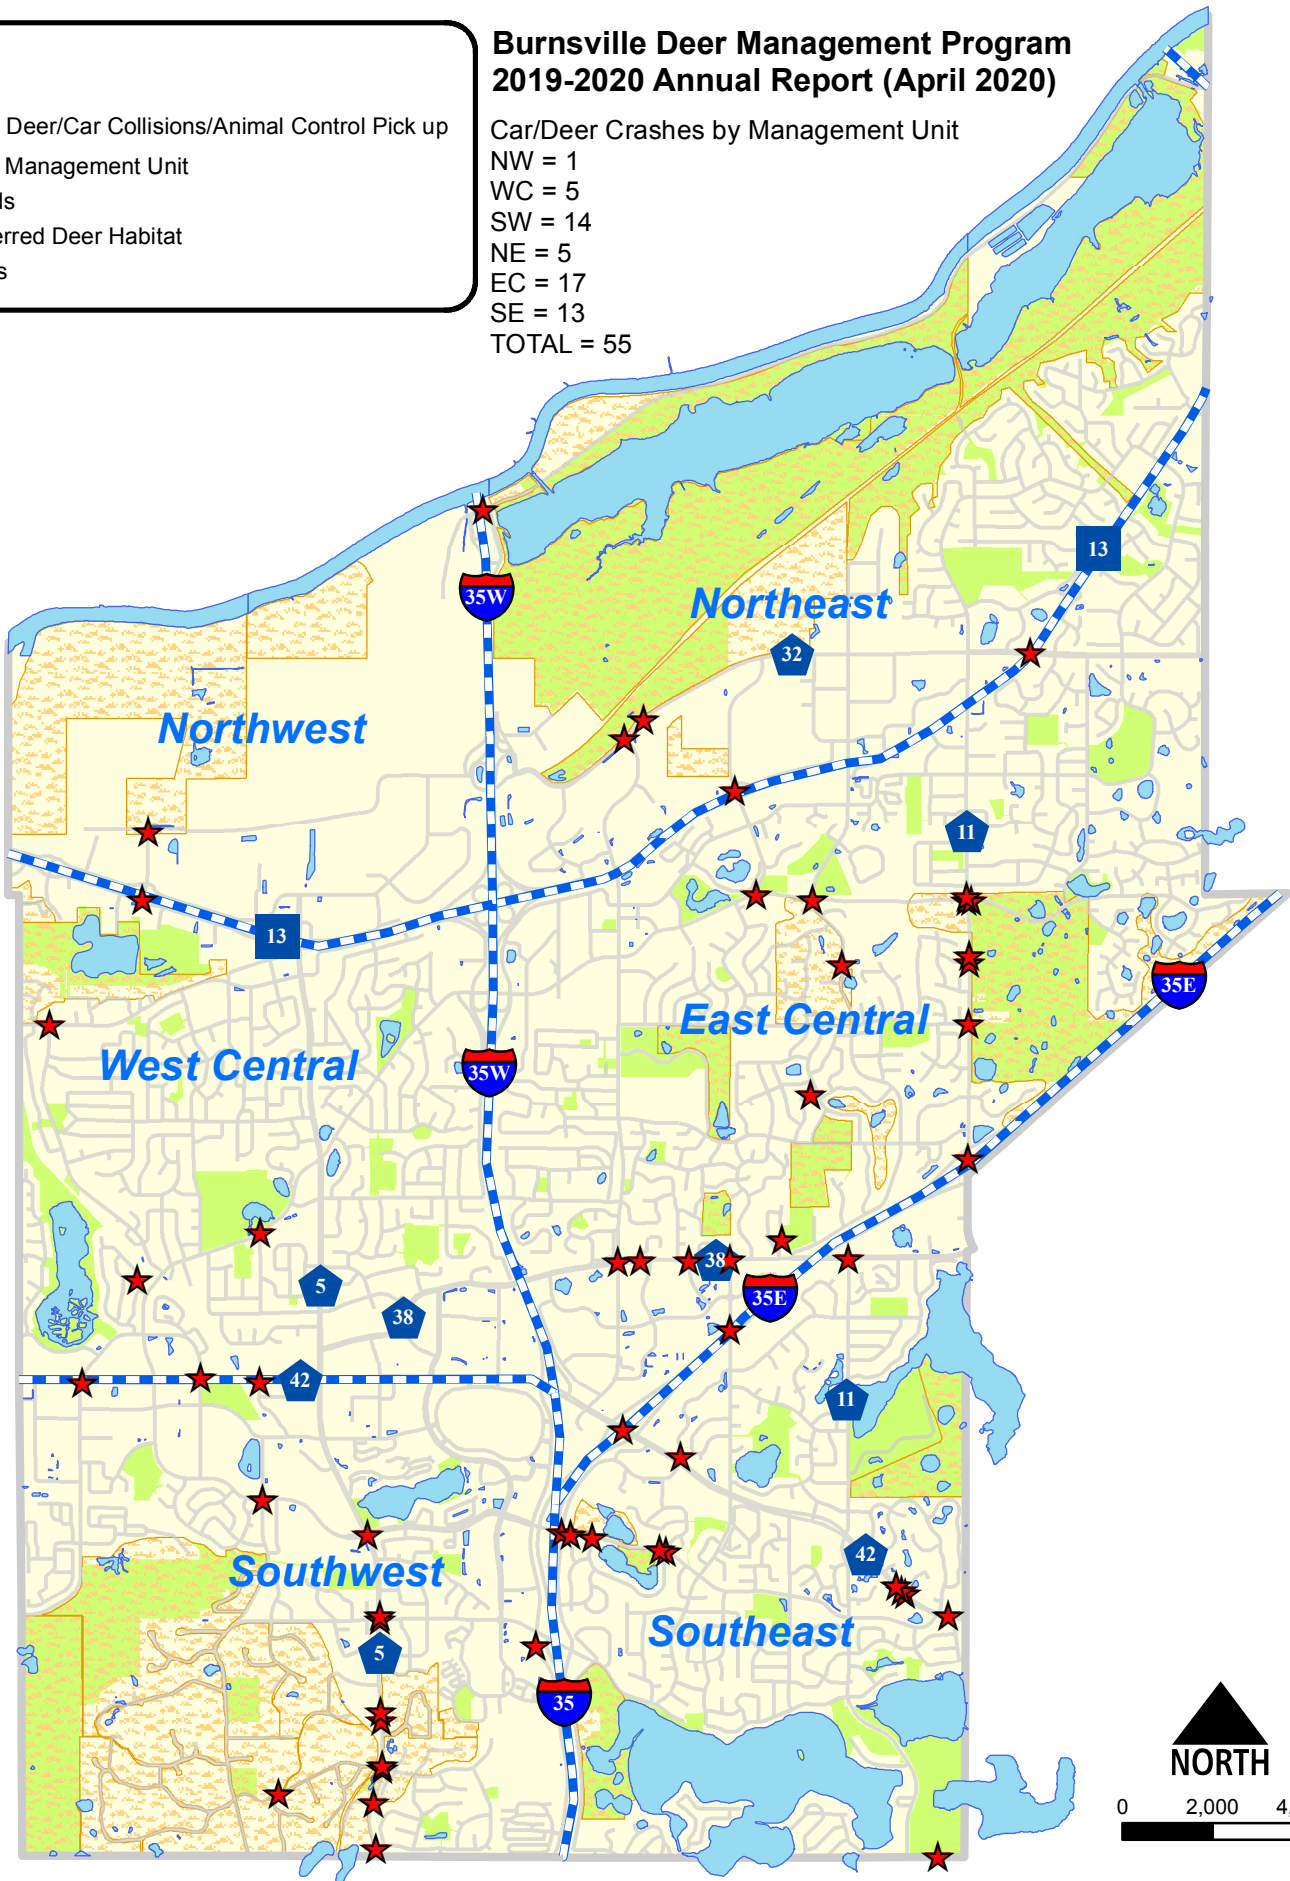 Burnsville Deer Management Program
2019-2020 Annual Report (April 2020)
Deer/Car Collisions/Animal Control Pick up
Management Unit
Car/Deer Crashes by Management Unit
NW = 1
WC = 5
SW = 14
NE = 5
EC = 17
SE = 13
TOTAL = 55
Deer Habitat
13
35W
Northeast
32
Northwest
11
13
35E
East Central
West Central
35W
38
5
35E
38
42
11
42
Southwest
Southeast
5
35
NORTH
0 2,000